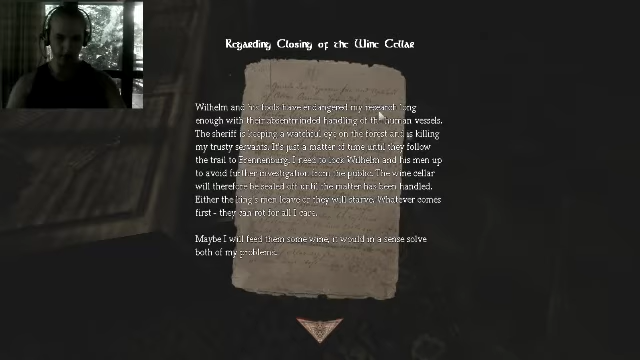 Regarding Closing of the Wine Cellar
Wilhelm and his fools have endangered my research long
enough with their absentminded handling of the human vessels.
The sheriff is keeping a watchful eye on the forest and is killing
my trusty servants. It's just a matter of time until they follow
the trail to Brennenburg. I need to lock Wilhelm and his men up
to avoid further investigation from the public. The wine cellar
will therefore be sealed off until the matter has been handled.
Either the king's men leave or they will starve. Whatever comes
first - they can rot for all I care.
Maybe I will feed them some wine, it would in a sense solve
both of my problems.